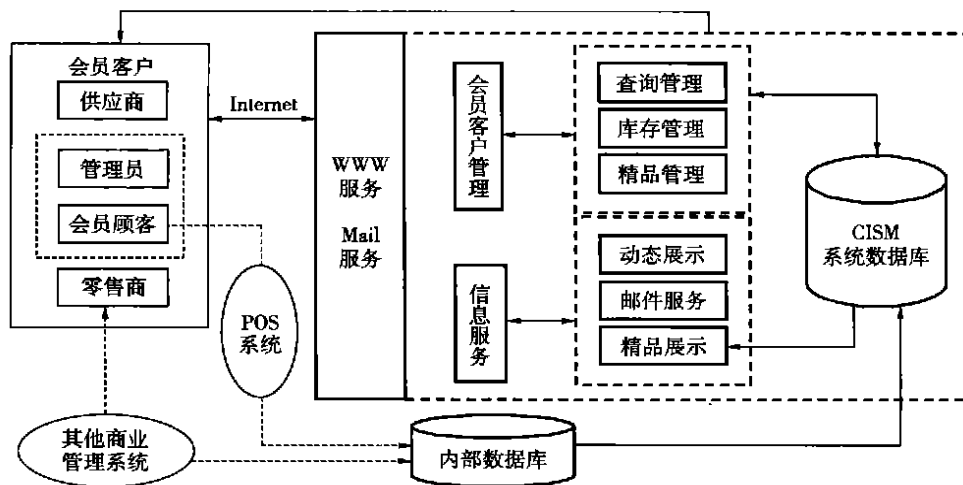 会员客户
供应商
管理员
会员顾客
零售商
Internet
POS
系统
其他商业
管理系统
WWW
服务
Mail
服务
会员客户管理
信息服务
查询管理
库存管理
精品管理
动态展示
邮件服务
精品展示
CISM
系统数据库
内部数据库